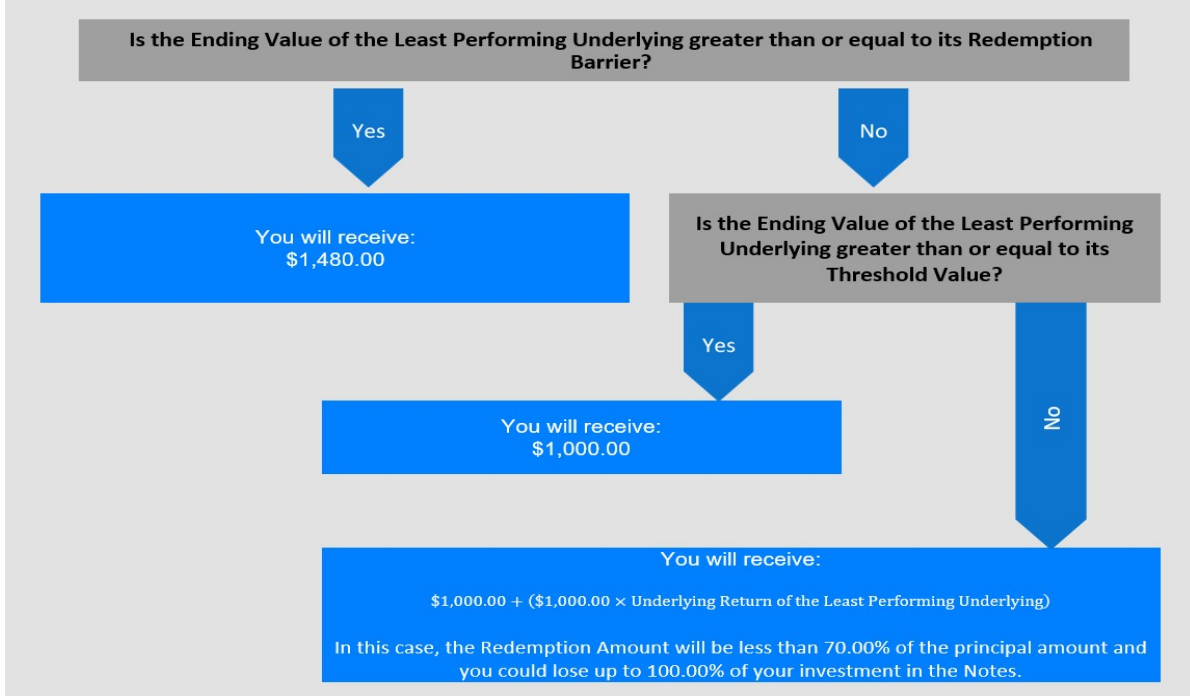 Is the Ending Value of the Least Performing Underlying greater than or equal to its Redemption
Barrier?
Yes
No
You will receive:
$1,480.00
Is the Ending Value of the Least Performing
Underlying greater than or equal to its
Threshold Value?
Yes
No
You will receive:
$1,000.00
You will receive:
$1,000.00 + ($1,000.00 × Underlying Return of the Least Performing Underlying)
In this case, the Redemption Amount will be less than 70.00% of the principal amount and
you could lose up to 100.00% of your investment in the Notes.